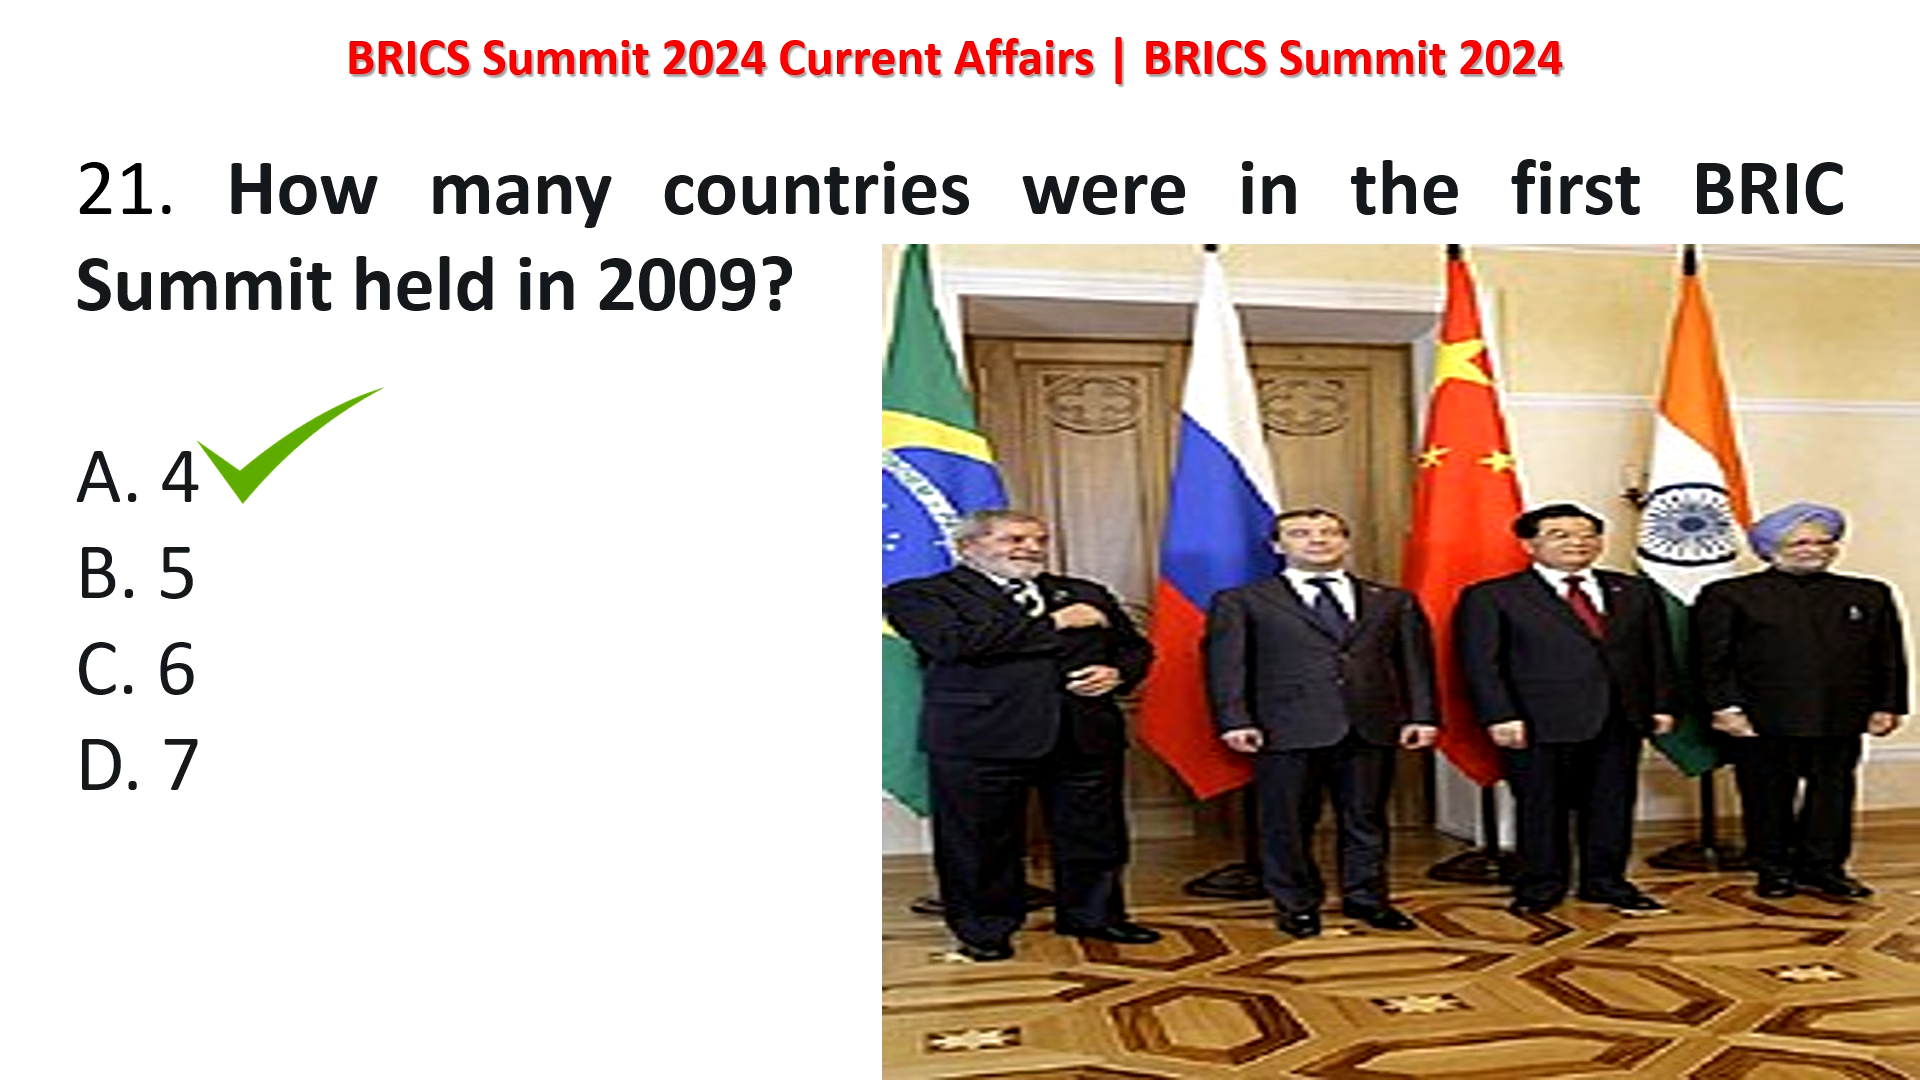 BRICS Summit 2024 Current Affairs | BRICS Summit 2024
21. How many countries were in the first BRIC
Summit held in 2009?
A. 4
B. 5
C. 6
D. 7